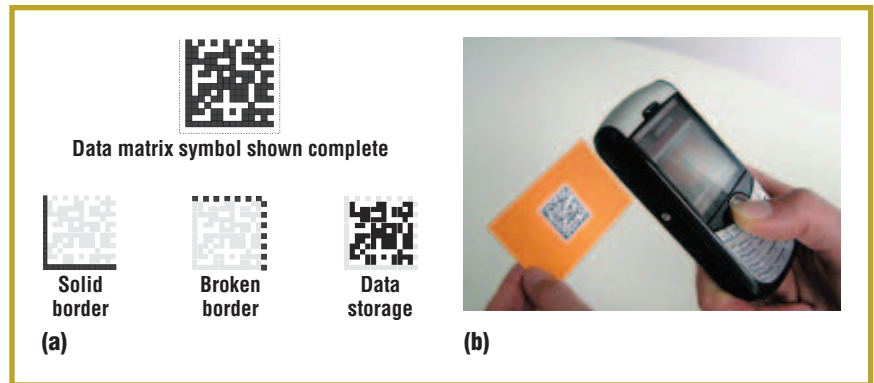 Data matrix symbol shown complete
Solid border
Broken border
Data storage
(a)
(b)